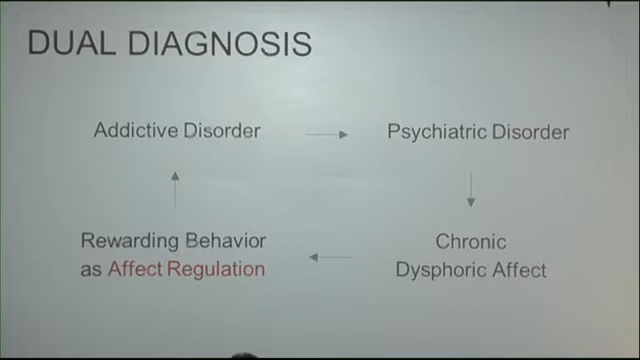 DUAL DIAGNOSIS
Addictive Disorder
Psychiatric Disorder
Rewarding Behavior
as Affect Regulation
Chronic
Dysphoric Affect